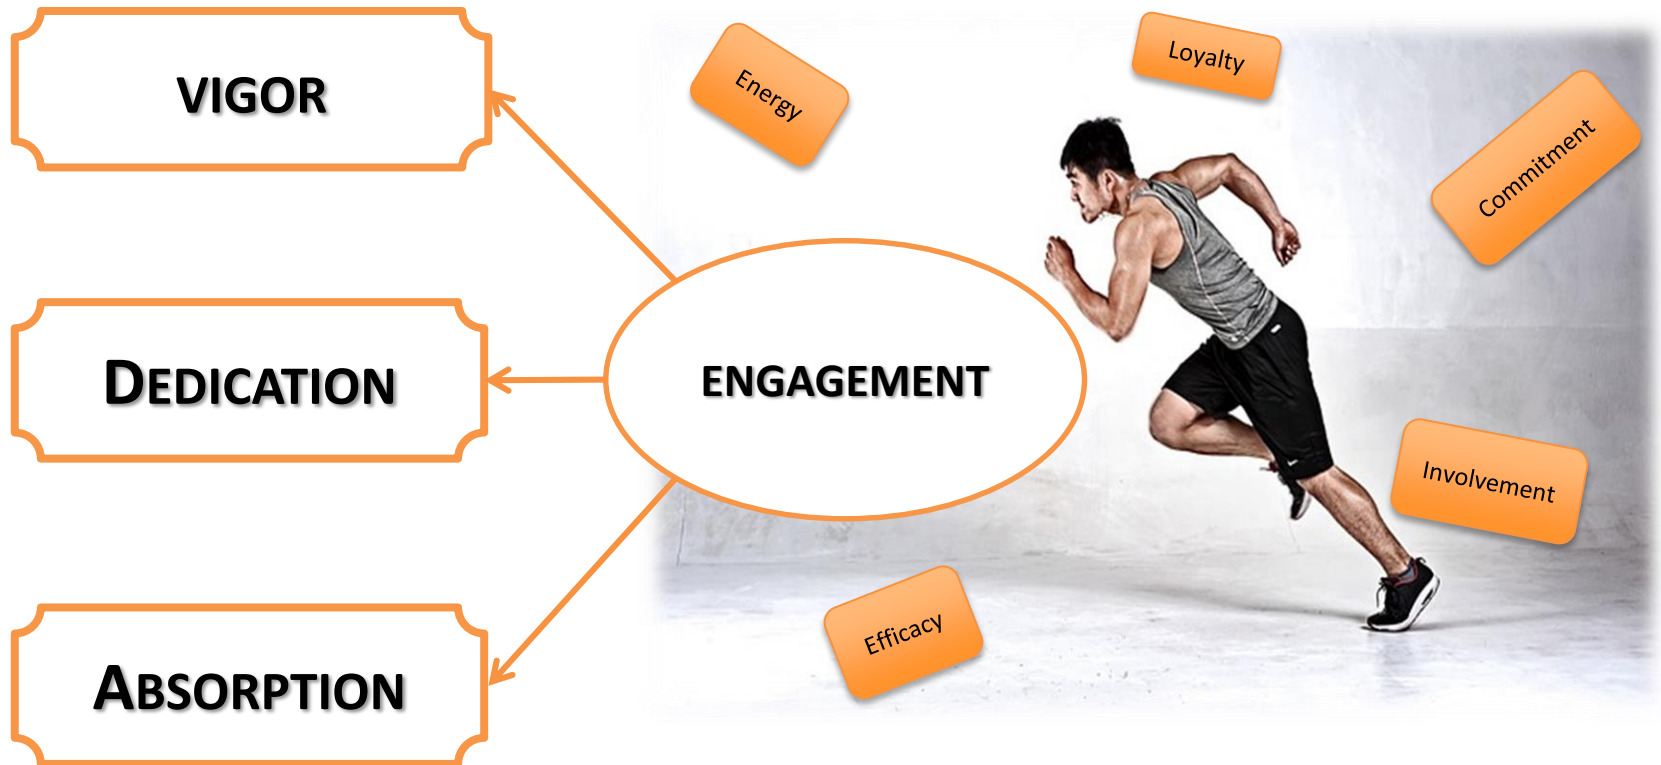 VIGOR
DEDICATION
ABSORPTION
ENGAGEMENT
Energy
Loyalty
Commitment
Involvement
Efficacy